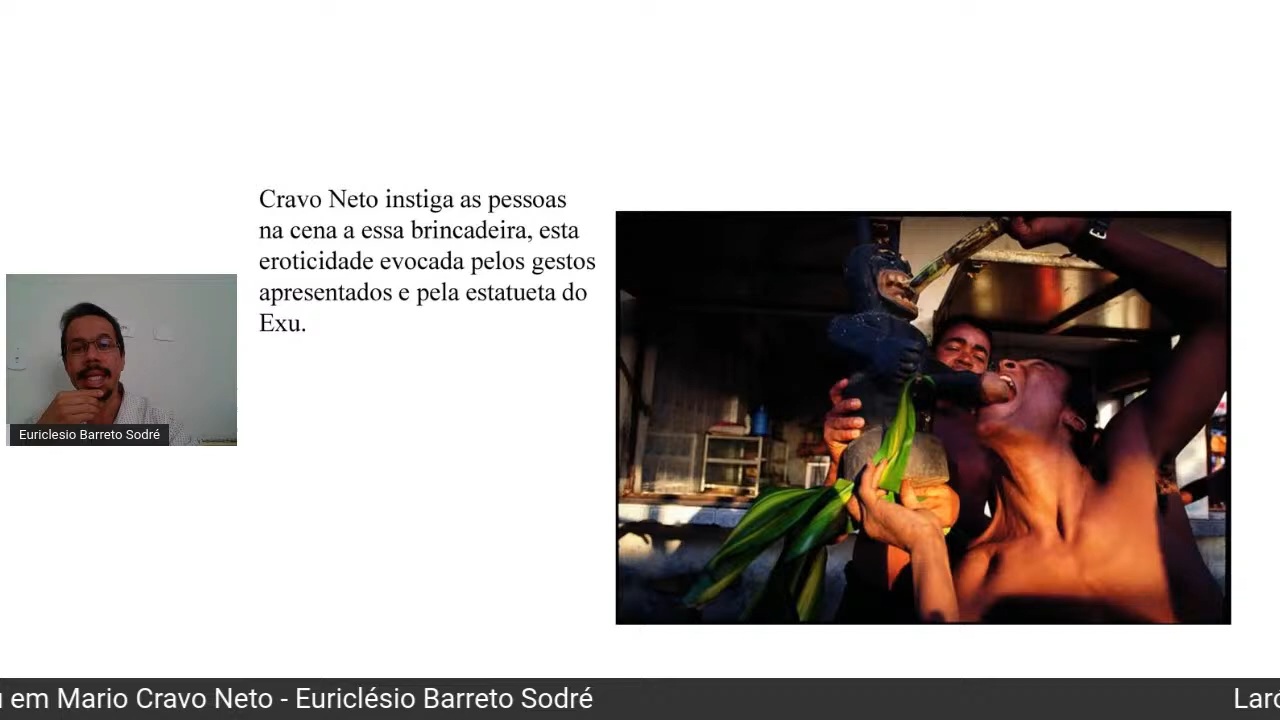 Cravo Neto instiga as pessoas
na cena a essa brincadeira, esta
eroticidade evocada pelos gestos
apresentados e pela estatueta do
Exu.
Euriclesio Barreto Sodré
em Mario Cravo Neto - Euriclésio Barreto Sodré